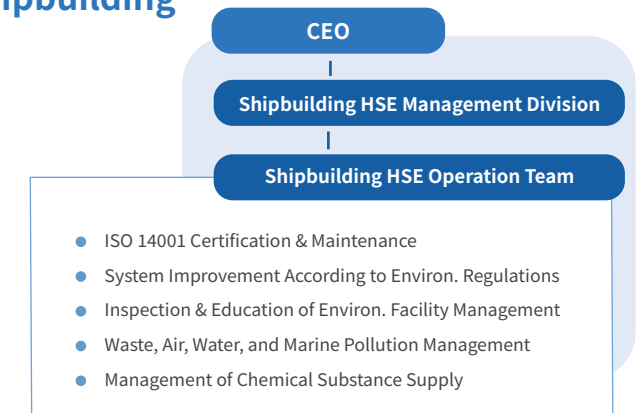 CEO
Shipbuilding HSE Management Division
Shipbuilding HSE Operation Team
ISO 14001 Certification & Maintenance
System Improvement According to Environ. Regulations
Inspection & Education of Environ. Facility Management
Waste, Air, Water, and Marine Pollution Management
Management of Chemical Substance Supply